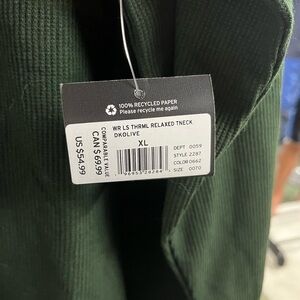 100% RECYCLED PAPER
Please recycle me again
WR LS THRML RELAXED TNECK
DKOLIVE
XL
COMPARABLE VALUE
CAN $ 69.99
US $ 54.99
DEPT 0059
STYLE 2287
COLOR 0662
SIZE 0070